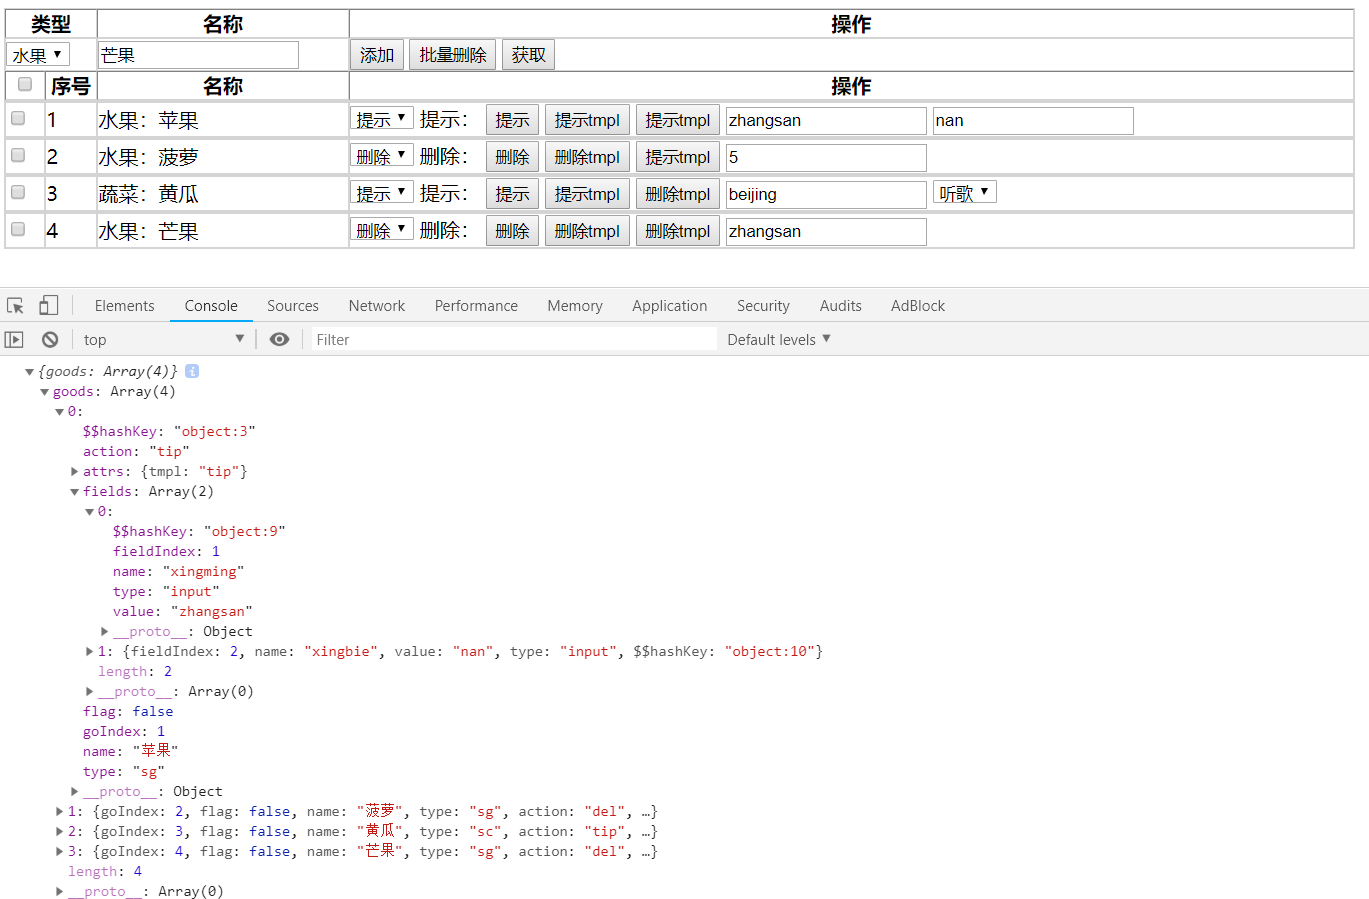 类型 名称 操作
水果 芒果 添加 批量删除 获取
序号 名称 操作
1 水果：苹果 提示 提示： 提示 提示tmpl 提示tmpl zhangsan nan
2 水果：菠萝 删除 删除： 删除 删除tmpl 提示tmpl 5
3 蔬菜：黄瓜 提示 提示： 提示 提示tmpl 删除tmpl beijing 听歌
4 水果：芒果 删除 删除： 删除 删除tmpl 删除tmpl zhangsan
Elements Console Sources Network Performance Memory Application Security Audits AdBlock
top Filter Default levels
{goods: Array(4)}
goods: Array(4)
0:
$$hashKey: "object:3"
action: "tip"
attrs: {tmpl: "tip"}
fields: Array(2)
0:
$$hashKey: "object:9"
fieldIndex: 1
name: "xingming"
type: "input"
value: "zhangsan"
__proto__: Object
1: {fieldIndex: 2, name: "xingbie", value: "nan", type: "input", $$hashKey: "object:10"}
length: 2
__proto__: Array(0)
flag: false
goIndex: 1
name: "苹果"
type: "sg"
__proto__: Object
1: {goIndex: 2, flag: false, name: "菠萝", type: "sg", action: "del", …}
2: {goIndex: 3, flag: false, name: "黄瓜", type: "sc", action: "tip", …}
3: {goIndex: 4, flag: false, name: "芒果", type: "sg", action: "del", …}
length: 4
__proto__: Array(0)